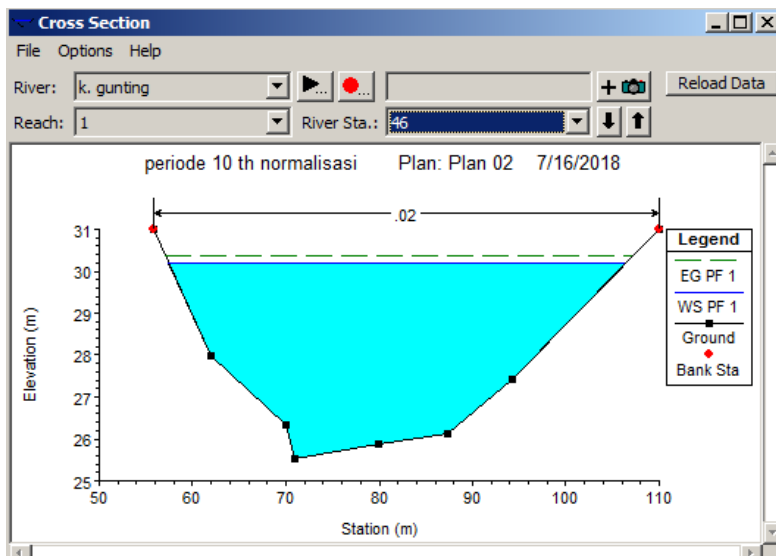 Cross Section
File Options Help
River: k. gunting Reload Data
Reach: 1 River Sta.: 46
periode 10 th normalisasi Plan: Plan 02 7/16/2018
.02
31
30
29
28
27
26
25
Elevation (m)
50 60 70 80 90 100 110
Station (m)
Legend
EG PF 1
WS PF 1
Ground
Bank Sta